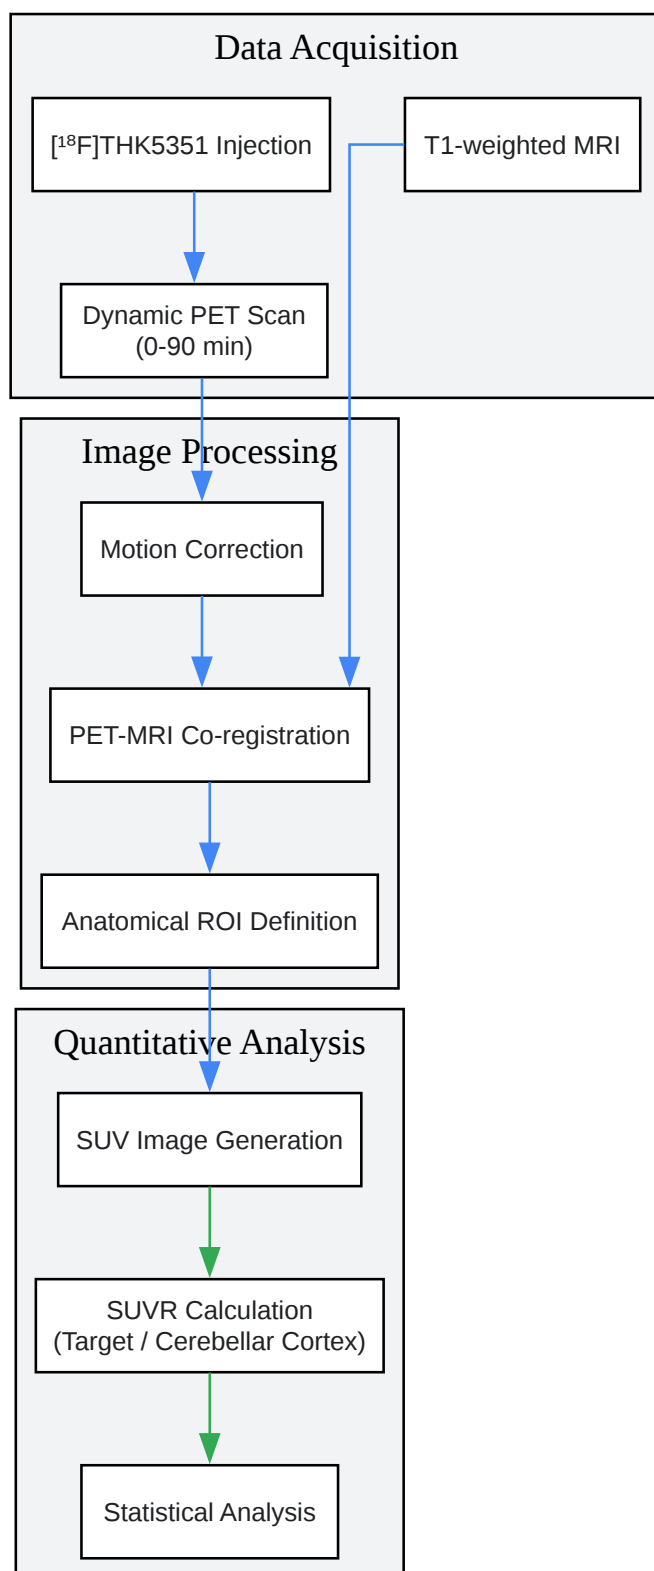 Data Acquisition
[¹⁸F]THK5351 Injection
T1-weighted MRI
Dynamic PET Scan
(0-90 min)
Image Processing
Motion Correction
PET-MRI Co-registration
Anatomical ROI Definition
Quantitative Analysis
SUV Image Generation
SUVR Calculation
(Target / Cerebellar Cortex)
Statistical Analysis